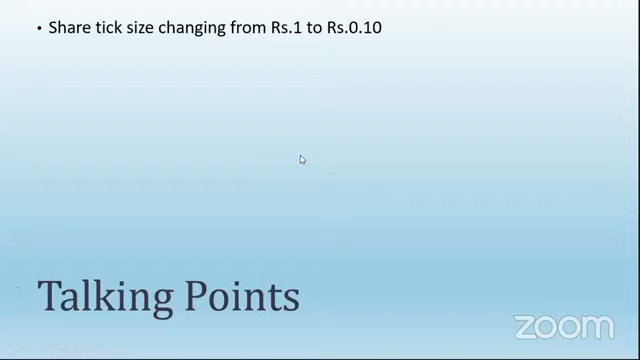 • Share tick size changing from Rs.1 to Rs.0.10
Talking Points
zoom